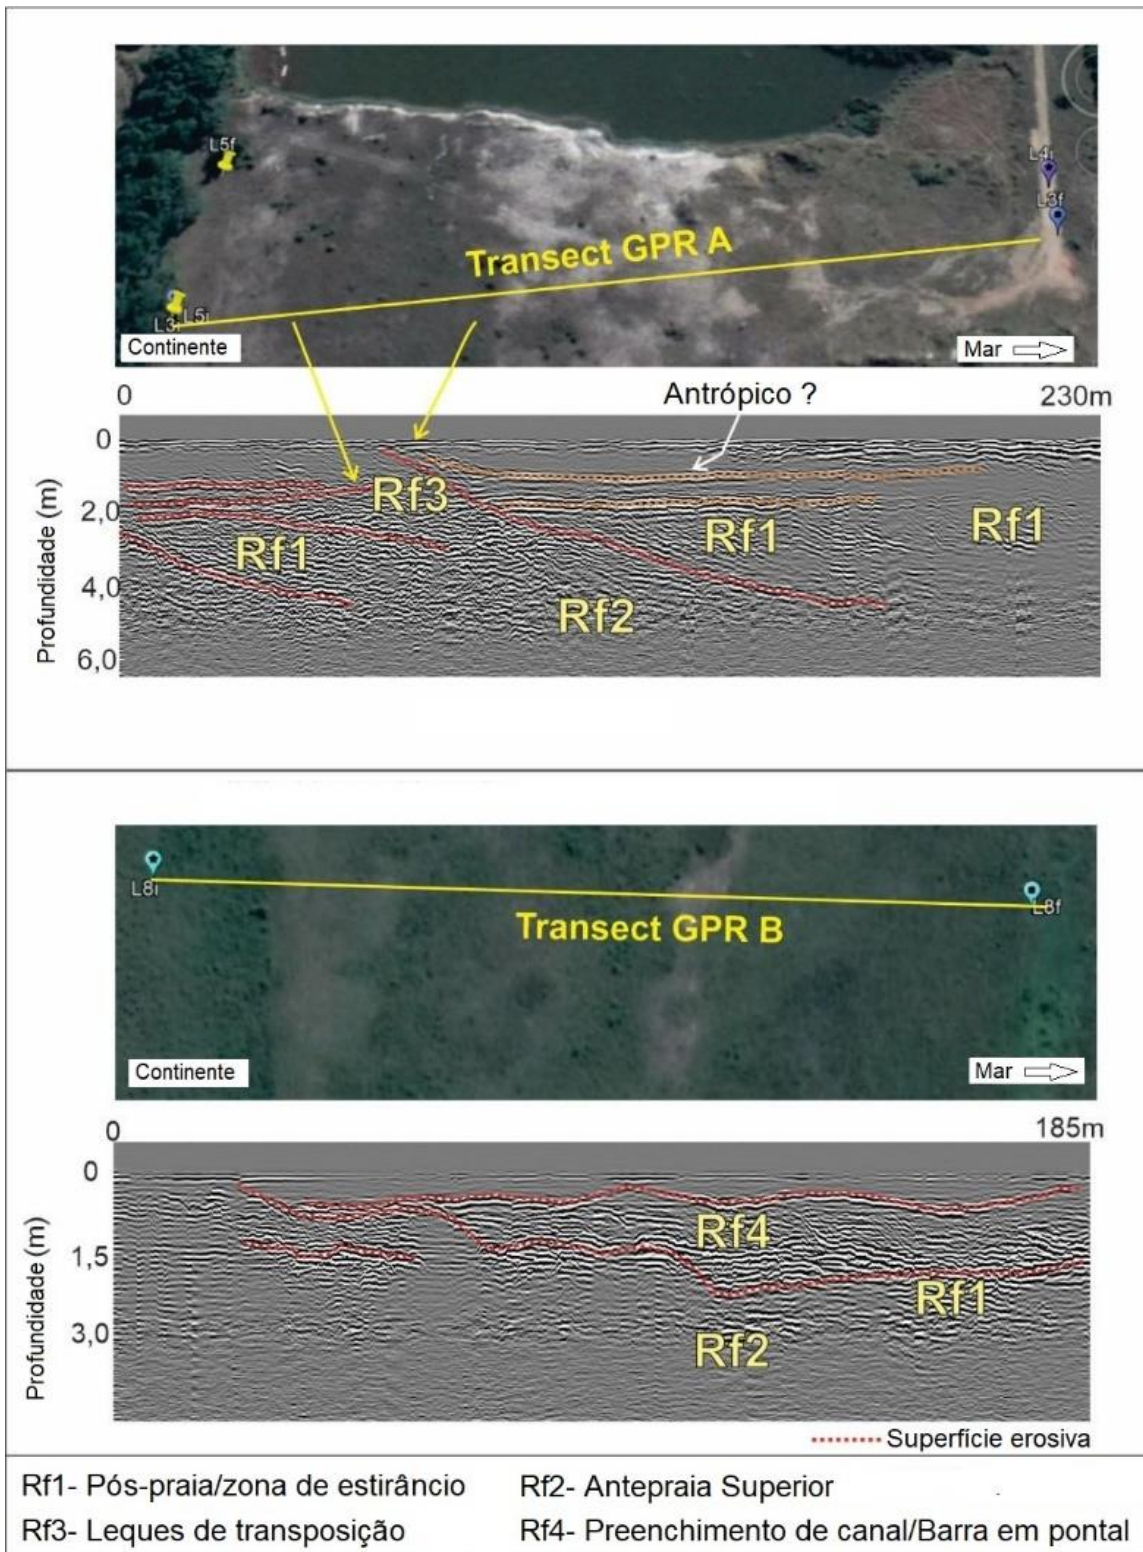 L5f
L4i
L3f
Transect GPR A
L3i L5i
Continente
Mar
0 230m
Antrópico ?
Profundidade (m)
0
2,0
4,0
6,0
Rf3
Rf1
Rf1
Rf1
Rf2
L8i
L8f
Transect GPR B
Continente
Mar
0 185m
Profundidade (m)
0
1,5
3,0
Rf4
Rf1
Rf2
Superfície erosiva
Rf1- Pós-praia/zona de estirâncio Rf2- Antepraia Superior
Rf3- Leques de transposição Rf4- Preenchimento de canal/Barra em pontal